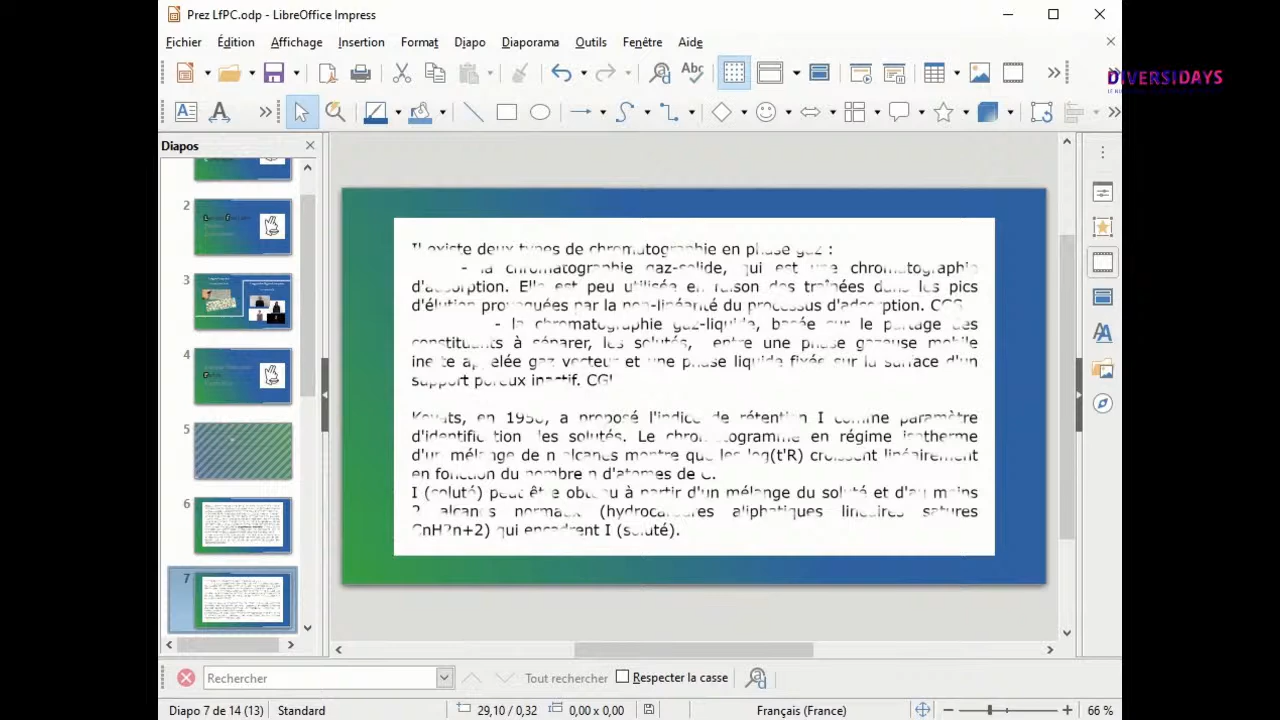 Prez LfPC.odp - LibreOffice Impress
Fichier Édition Affichage Insertion Format Diapo Diaporama Outils Fenêtre Aide
DIVERSIDAYS
Diapos
2
3
4
5
6
7
Il existe deux types de chromatographie en phase gaz :
- la chromatographie gaz-solide, qui est une chromatographie
d'adsorption. Elle est peu utilisée en raison des traînées dans les pics
d'élution provoquées par la non-linéarité du processus d'adsorption. CGS
- la chromatographie gaz-liquide, basée sur le partage des
constituants à séparer, les solutés, entre une phase gazeuse mobile
inerte appelée gaz vecteur et une phase liquide fixée sur la surface d'un
support poreux inactif. CGL
Kovats, en 1958, a proposé l'indice de rétention I comme paramètre
d'identification des solutés. Le chromatogramme en régime isotherme
d'un mélange de n alcanes montre que les log(t'R) croissent linéairement
en fonction du nombre n d'atomes de C.
I (soluté) peut être obtenu à partir d'un mélange du soluté et d'au moins
alcanes normaux (hydrocarbures aliphatiques linéaires saturés
CnH2n+2) qui encadrent I (soluté).
Rechercher Tout rechercher Respecter la casse
Diapo 7 de 14 (13) Standard 29,10 / 0,32 0,00 x 0,00 Français (France) 66 %